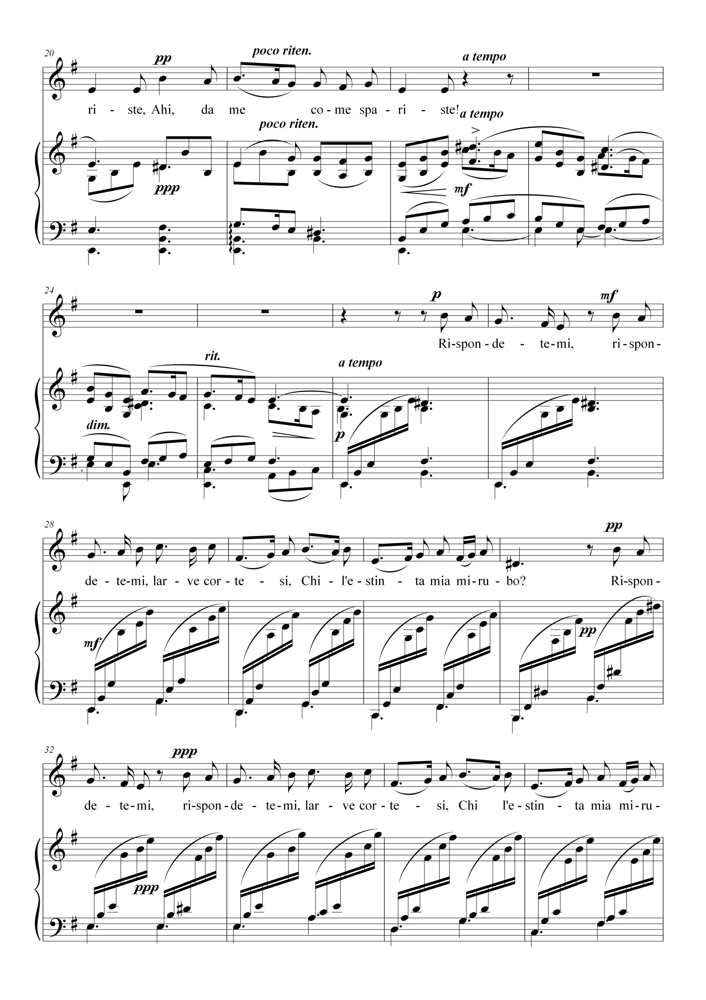 20
pp
poco riten.
a tempo
ri - ste, Ahi, da me co - me spa - ri - ste!
poco riten.
a tempo
ppp
mf
24
p
mf
Ri-spon - de - te-mi, ri-spon-
rit.
a tempo
dim.
p
28
pp
de - te-mi, lar - ve cor - te - si, Chi - l'e - stin - ta mia mi - ru - bo? Ri-spon -
mf
pp
32
ppp
de - te-mi, ri-spon-de - te-mi, lar - ve cor - te - si, Chi l'e - stin - ta mia mi - ru -
ppp